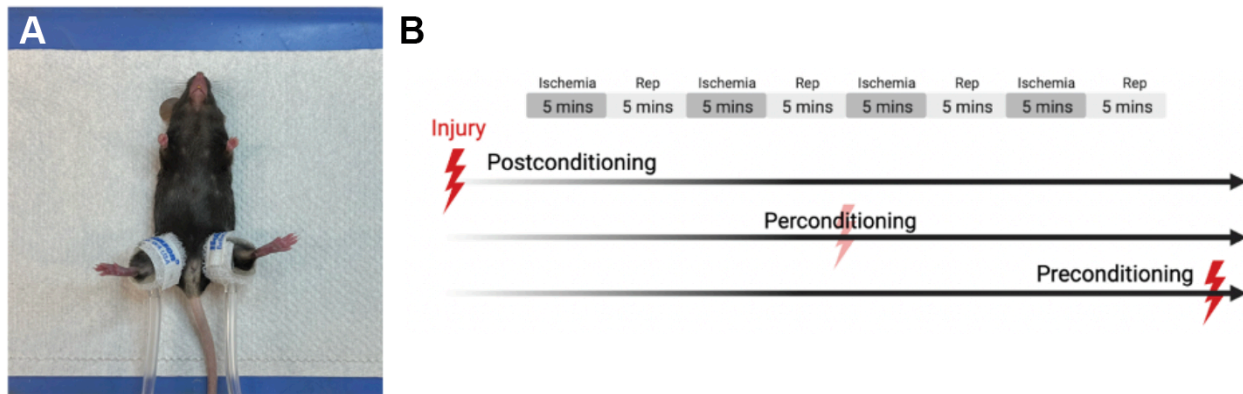 A
B
Ischemia Rep Ischemia Rep Ischemia Rep Ischemia Rep
5 mins 5 mins 5 mins 5 mins 5 mins 5 mins 5 mins 5 mins
Injury
Postconditioning
Perconditioning
Preconditioning